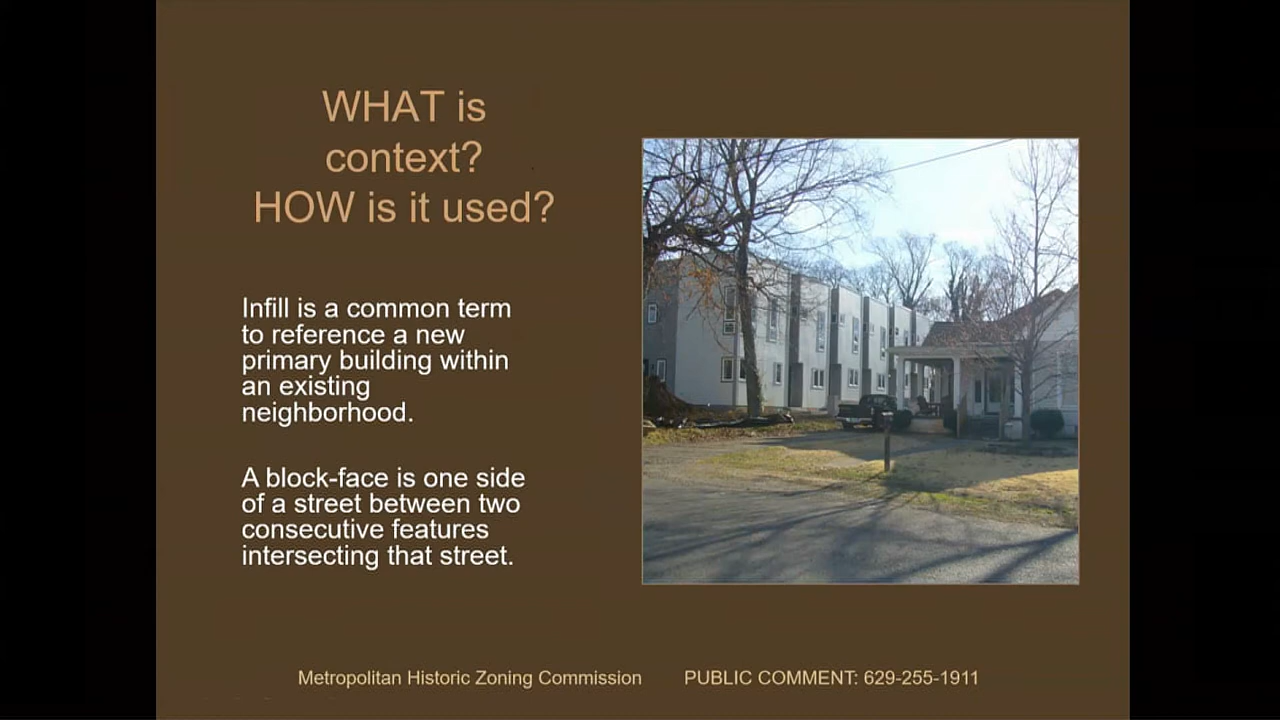 WHAT is
context?
HOW is it used?
Infill is a common term
to reference a new
primary building within
an existing
neighborhood.
A block-face is one side
of a street between two
consecutive features
intersecting that street.
Metropolitan Historic Zoning Commission PUBLIC COMMENT: 629-255-1911